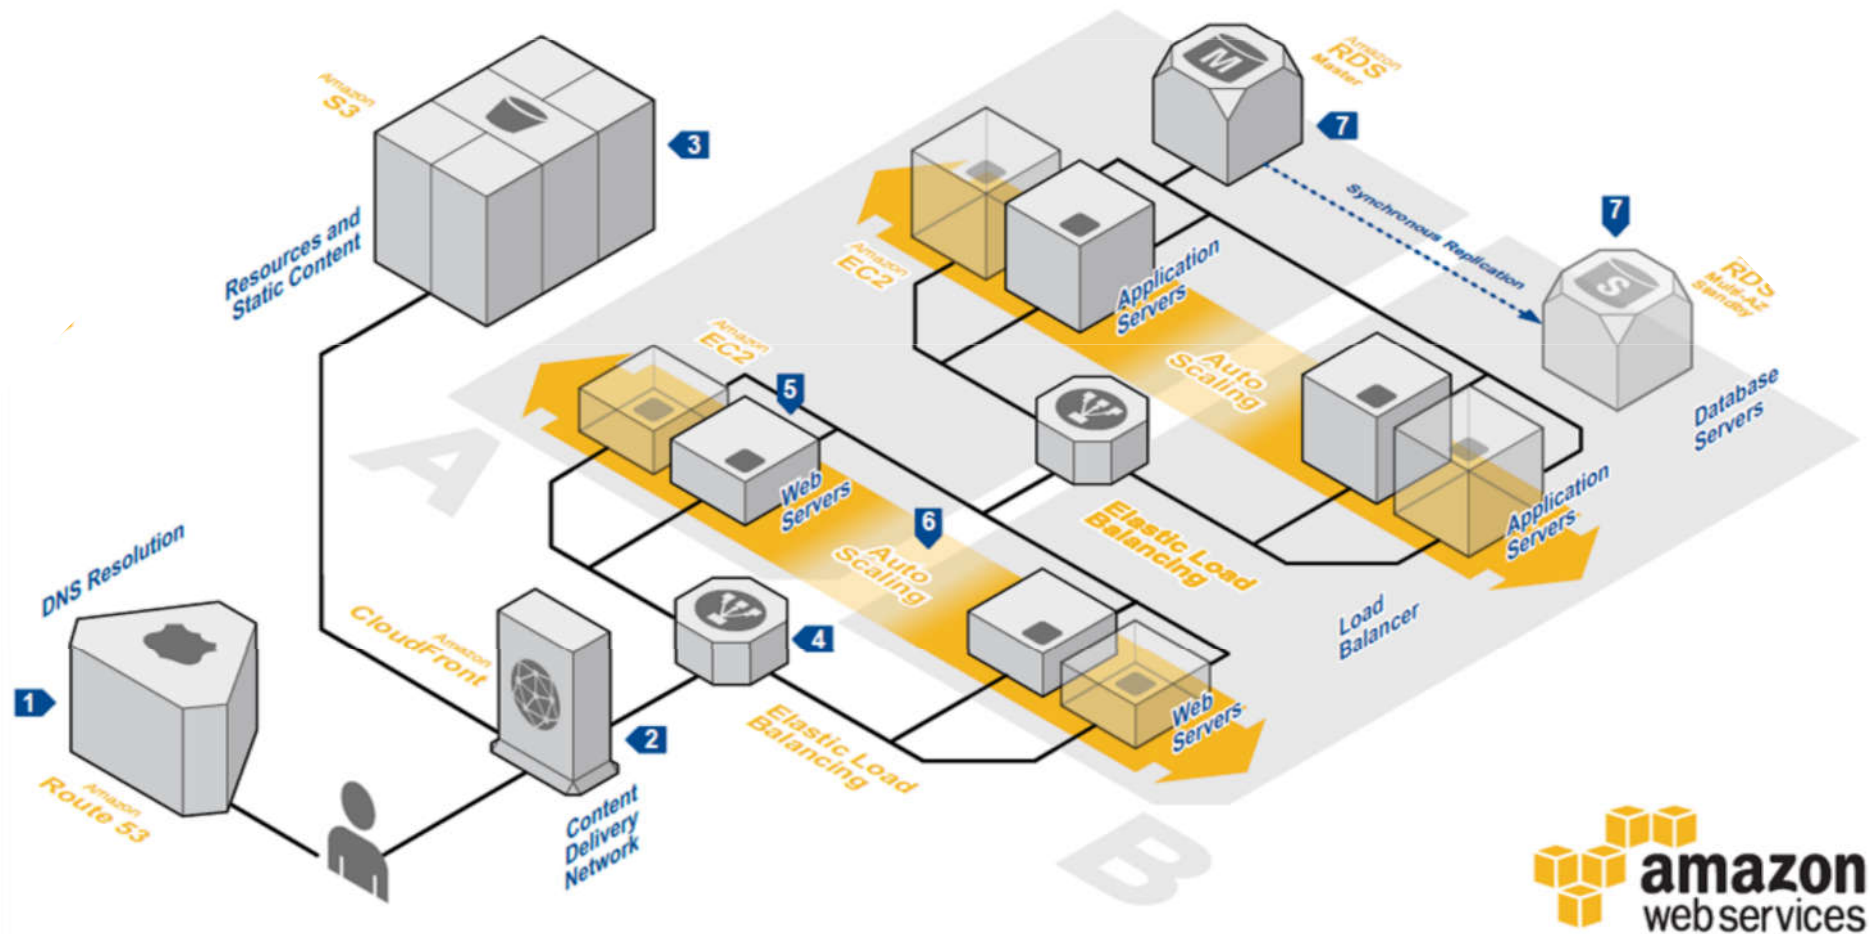 Amazon
S3
3
Resources and
Static Content
Amazon
RDS
Master
7
Synchronous Replication
7
RDS
Multi-AZ
Standby
Database
Servers
Amazon
EC2
Application
Servers
Auto
Scaling
Application
Servers
Amazon
EC2
5
Web
Servers
6
Auto
Scaling
Elastic Load
Balancing
Load
Balancer
A
DNS Resolution
1
Amazon
Route 53
Amazon
CloudFront
2
Content
Delivery
Network
4
Elastic Load
Balancing
Web
Servers
B
amazon
webservices